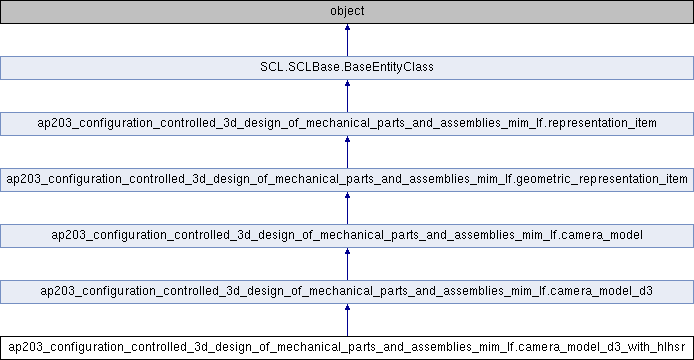 object
SCL.SCLBase.BaseEntityClass
ap203_configuration_controlled_3d_design_of_mechanical_parts_and_assemblies_mim_lf.representation_item
ap203_configuration_controlled_3d_design_of_mechanical_parts_and_assemblies_mim_lf.geometric_representation_item
ap203_configuration_controlled_3d_design_of_mechanical_parts_and_assemblies_mim_lf.camera_model
ap203_configuration_controlled_3d_design_of_mechanical_parts_and_assemblies_mim_lf.camera_model_d3
ap203_configuration_controlled_3d_design_of_mechanical_parts_and_assemblies_mim_lf.camera_model_d3_with_hlhsr